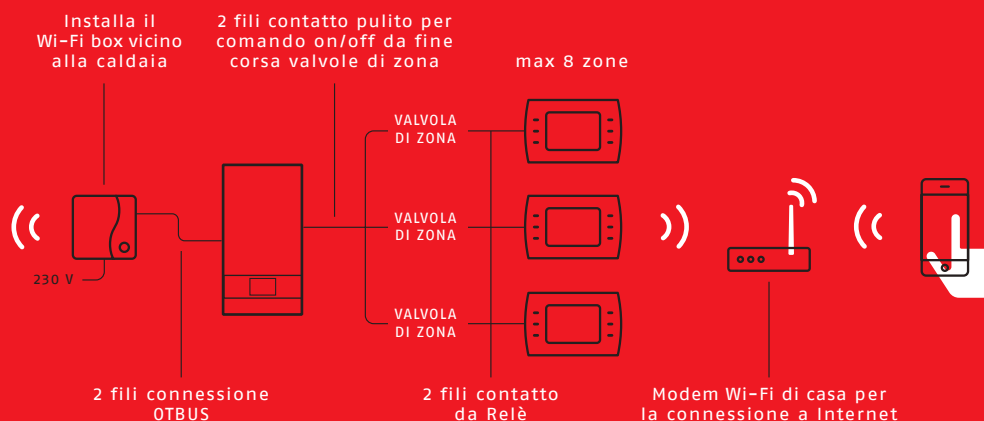 Installa il
Wi-Fi box vicino
alla caldaia
2 fili contatto pulito per
comando on/off da fine
corsa valvole di zona
max 8 zone
VALVOLA
DI ZONA
VALVOLA
DI ZONA
230 V
VALVOLA
DI ZONA
2 fili connessione
OTBUS
2 fili contatto
da Relè
Modem Wi-Fi di casa per
la connessione a Internet